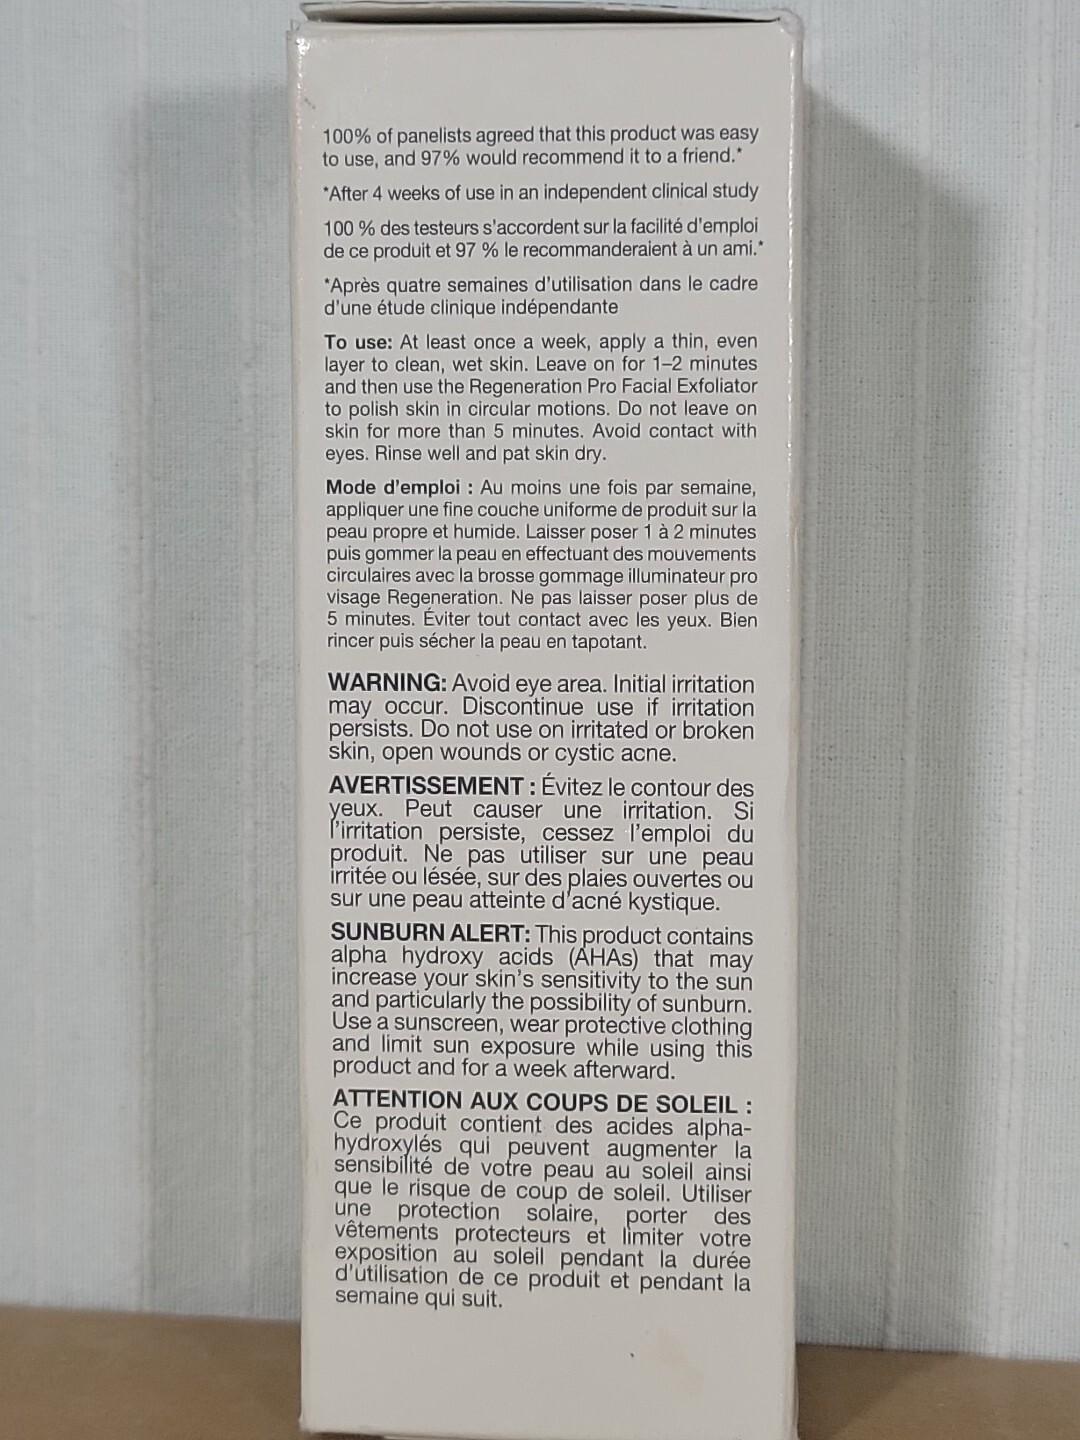 100% of panelists agreed that this product was easy
to use, and 97% would recommend it to a friend.*
*After 4 weeks of use in an independent clinical study
100 % des testeurs s'accordent sur la facilité d'emploi
de ce produit et 97 % le recommanderaient à un ami.*
*Après quatre semaines d'utilisation dans le cadre
d'une étude clinique indépendante
To use: At least once a week, apply a thin, even
layer to clean, wet skin. Leave on for 1–2 minutes
and then use the Regeneration Pro Facial Exfoliator
to polish skin in circular motions. Do not leave on
skin for more than 5 minutes. Avoid contact with
eyes. Rinse well and pat skin dry.
Mode d'emploi : Au moins une fois par semaine,
appliquer une fine couche uniforme de produit sur la
peau propre et humide. Laisser poser 1 à 2 minutes
puis gommer la peau en effectuant des mouvements
circulaires avec la brosse gommage illuminateur pro
visage Regeneration. Ne pas laisser poser plus de
5 minutes. Éviter tout contact avec les yeux. Bien
rincer puis sécher la peau en tapotant.
WARNING: Avoid eye area. Initial irritation
may occur. Discontinue use if irritation
persists. Do not use on irritated or broken
skin, open wounds or cystic acne.
AVERTISSEMENT : Évitez le contour des
yeux. Peut causer une irritation. Si
l'irritation persiste, cessez l'emploi du
produit. Ne pas utiliser sur une peau
irritée ou lésée, sur des plaies ouvertes ou
sur une peau atteinte d'acné kystique.
SUNBURN ALERT: This product contains
alpha hydroxy acids (AHAs) that may
increase your skin's sensitivity to the sun
and particularly the possibility of sunburn.
Use a sunscreen, wear protective clothing
and limit sun exposure while using this
product and for a week afterward.
ATTENTION AUX COUPS DE SOLEIL :
Ce produit contient des acides alpha-
hydroxylés qui peuvent augmenter la
sensibilité de votre peau au soleil ainsi
que le risque de coup de soleil. Utiliser
une protection solaire, porter des
vêtements protecteurs et limiter votre
exposition au soleil pendant la durée
d'utilisation de ce produit et pendant la
semaine qui suit.